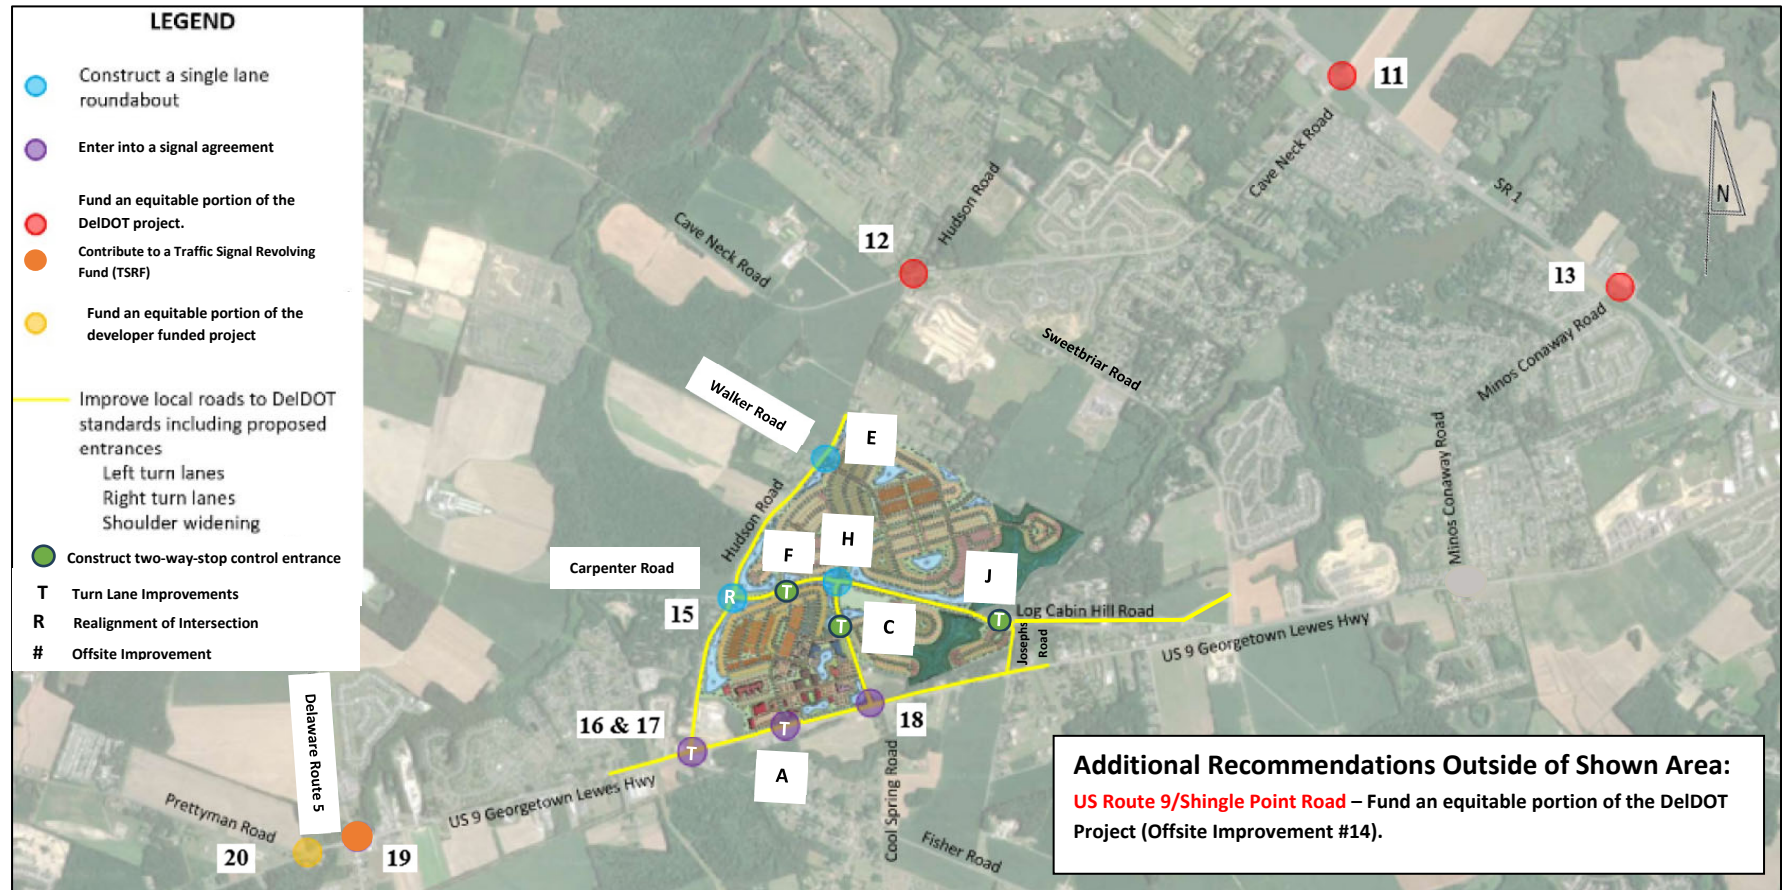 LEGEND
Construct a single lane
roundabout
Enter into a signal agreement
Fund an equitable portion of the
DelDOT project.
Contribute to a Traffic Signal Revolving
Fund (TSRF)
Fund an equitable portion of the
developer funded project
Improve local roads to DelDOT
standards including proposed
entrances
Left turn lanes
Right turn lanes
Shoulder widening
Construct two-way-stop control entrance
T Turn Lane Improvements
R Realignment of Intersection
# Offsite Improvement
11
Cave Neck Road
SR 1
N
Hudson Road
12
Cave Neck Road
13
Minos Conaway Road
Sweetbriar Road
Walker Road
E
Minos Conaway Road
Hudson Road
H
F
Carpenter Road
J
R
T
15
T
C
T
Log Cabin Hill Road
Josephs
Road
US 9 Georgetown Lewes Hwy
Delaware Route 5
16 & 17
T
T
18
A
Cool Spring Road
US 9 Georgetown Lewes Hwy
Prettyman Road
20
19
Fisher Road
Additional Recommendations Outside of Shown Area:
US Route 9/Shingle Point Road – Fund an equitable portion of the DelDOT
Project (Offsite Improvement #14).